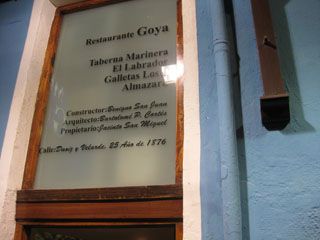 Restaurante Goya
Taberna Marinera
El Labrador
Galletas Los
Almazara
Constructor: Benigno San Juan
Arquitecto: Bartolomé P. Cortés
Propietario: Jacinto San Miguel
Calle: Daoiz y Velarde, 25 Año de 1876